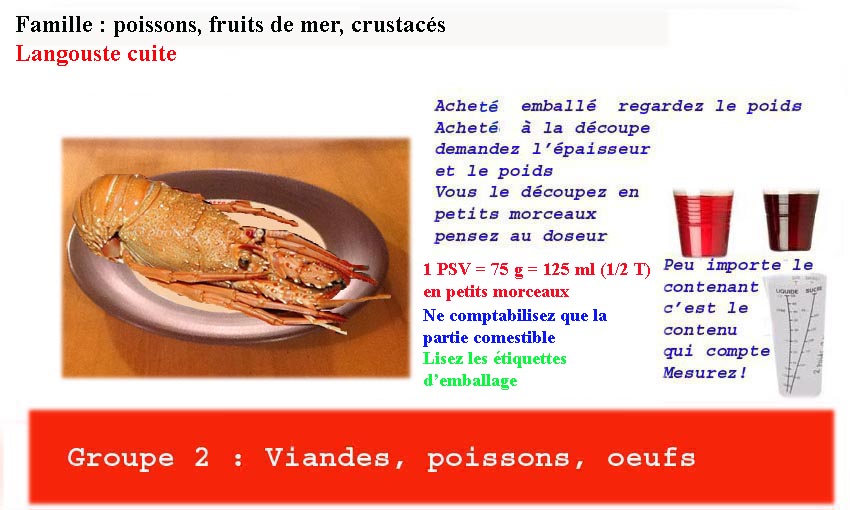 Famille : poissons, fruits de mer, crustacés
Langouste cuite
Acheté emballé regardez le poids
Acheté à la découpe
demandez l'épaisseur
et le poids
Vous le découpez en
petits morceaux
pensez au doseur
1 PSV = 75 g = 125 ml (1/2 T)
en petits morceaux
Ne comptabilisez que la
partie comestible
Lisez les étiquettes
d'emballage
Peu importe le
contenant
c'est le
contenu
qui compte
Mesurez!
LIQUIDE SUCRE
Groupe 2 : Viandes, poissons, oeufs